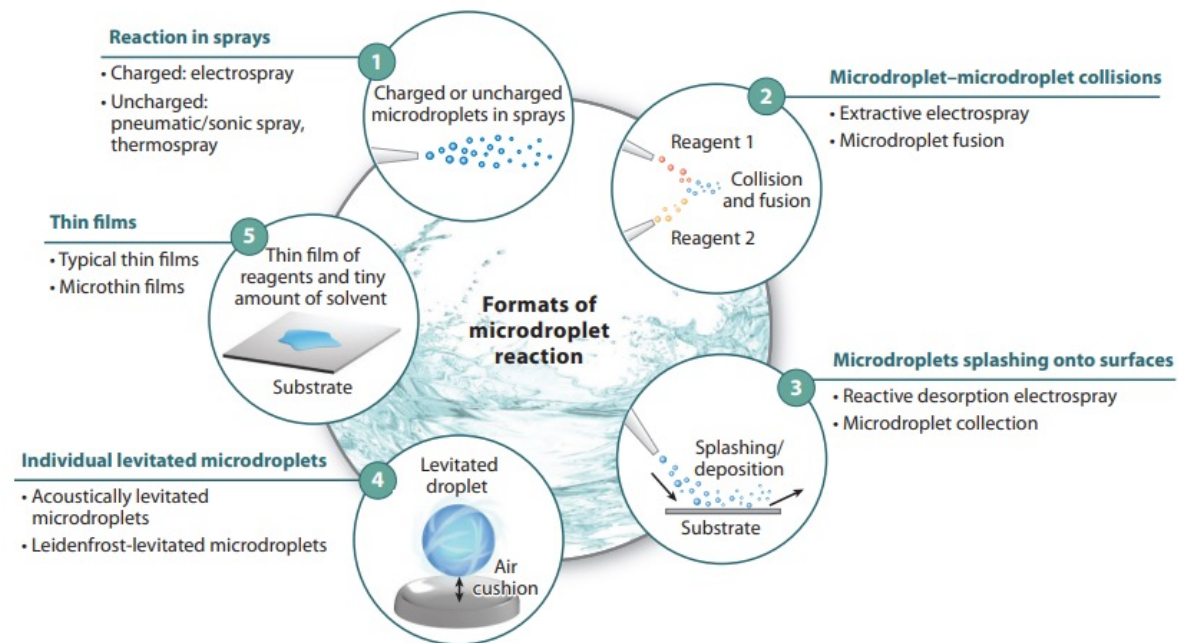 Reaction in sprays
• Charged: electrospray
• Uncharged:
pneumatic/sonic spray,
thermospray
1
Charged or uncharged
microdroplets in sprays
2
Microdroplet–microdroplet collisions
• Extractive electrospray
• Microdroplet fusion
Reagent 1
Collision
and fusion
Reagent 2
Formats of
microdroplet
reaction
3
Microdroplets splashing onto surfaces
• Reactive desorption electrospray
• Microdroplet collection
Splashing/
deposition
Substrate
4
Individual levitated microdroplets
• Acoustically levitated
microdroplets
• Leidenfrost-levitated microdroplets
Levitated
droplet
Air
cushion
5
Thin films
• Typical thin films
• Microthin films
Thin film of
reagents and tiny
amount of solvent
Substrate